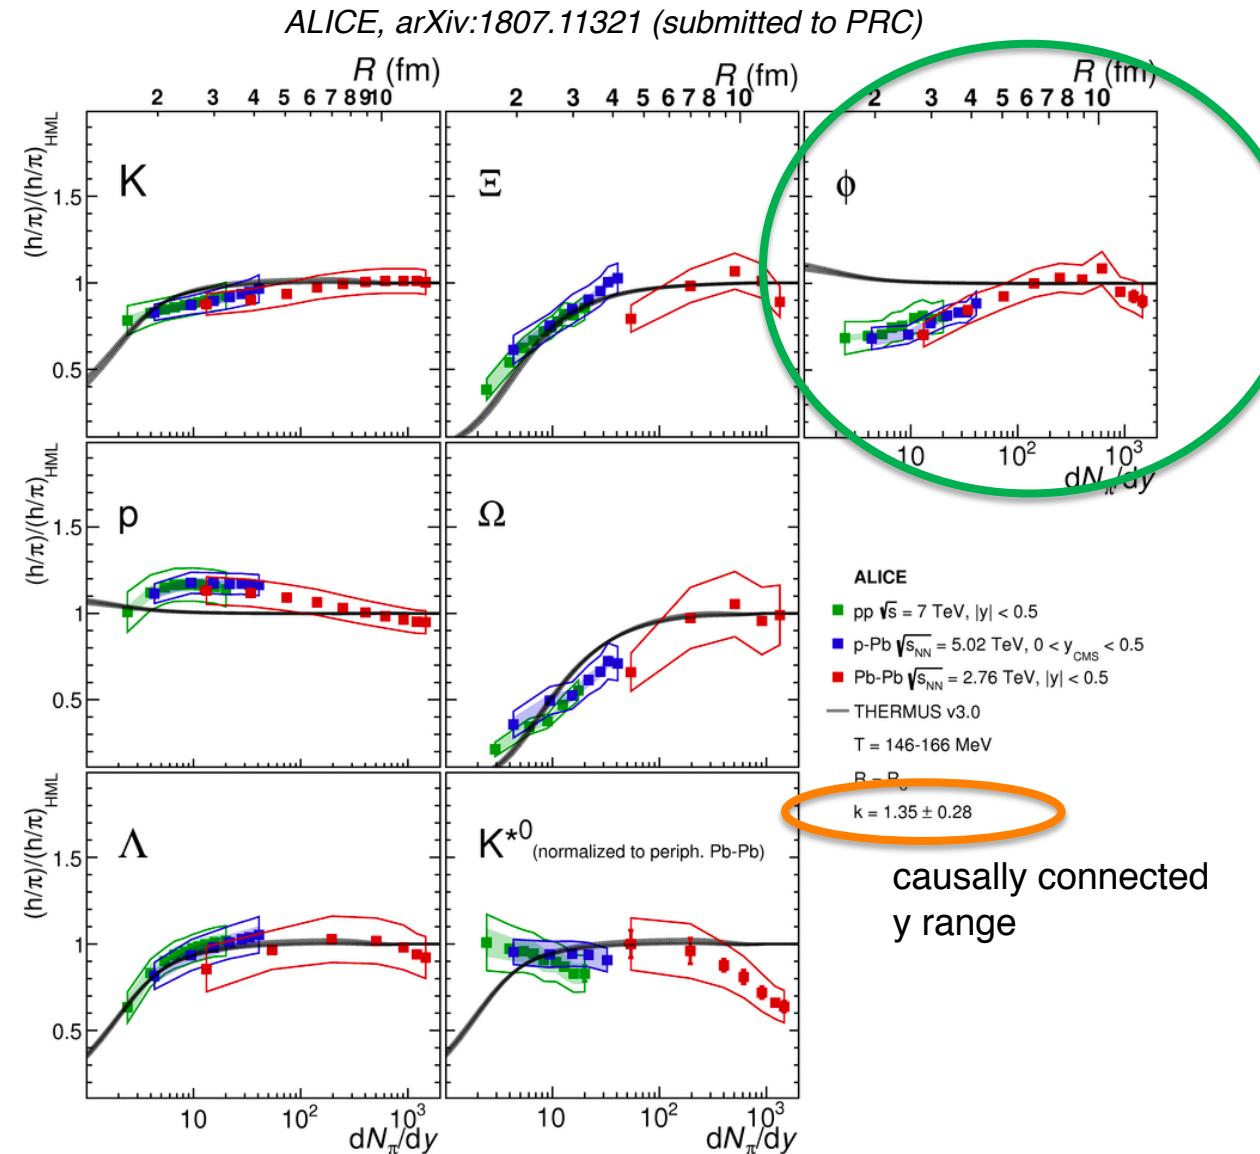 ALICE, arXiv:1807.11321 (submitted to PRC)
R (fm)
2 3 4 5 6 7 8 910
R (fm)
2 3 4 5 6 7 8 10
R (fm)
2 3 4 5 6 7 8 10
(h/π)/(h/π)HML
1.5
1
0.5
K
Ξ
ϕ
10 10² 10³
dNπ/dy
(h/π)/(h/π)HML
1.5
1
0.5
p
Ω
ALICE
pp √s = 7 TeV, |y| < 0.5
p-Pb √sNN = 5.02 TeV, 0 < yCMS < 0.5
Pb-Pb √sNN = 2.76 TeV, |y| < 0.5
THERMUS v3.0
T = 146-166 MeV
k = 1.35 ± 0.28
causally connected
y range
(h/π)/(h/π)HML
1.5
1
0.5
Λ
K*0 (normalized to periph. Pb-Pb)
10 10² 10³
dNπ/dy
10 10² 10³
dNπ/dy